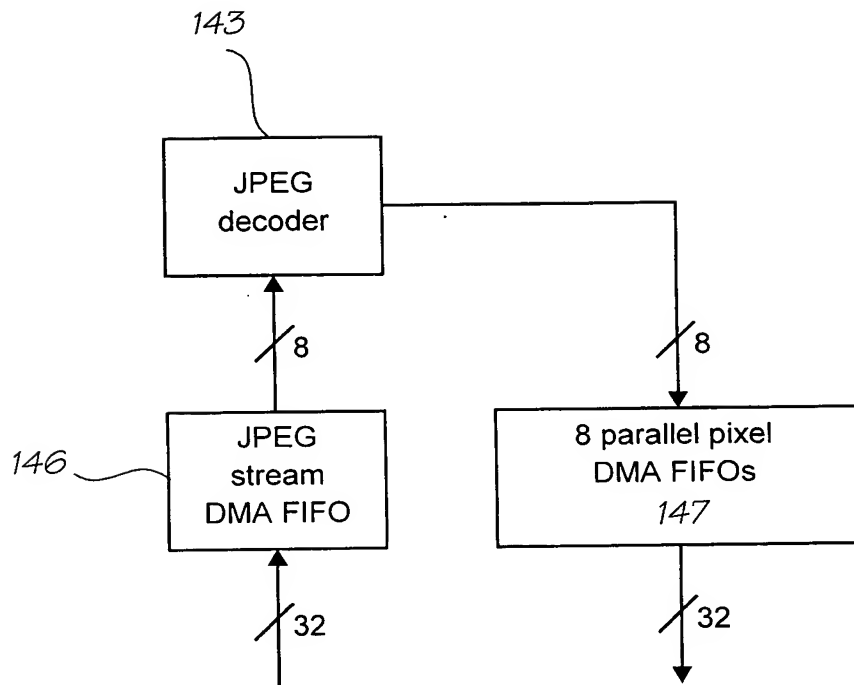 143
JPEG
decoder
8
8
JPEG
stream
DMA FIFO
146
8 parallel pixel
DMA FIFOs
147
32
32